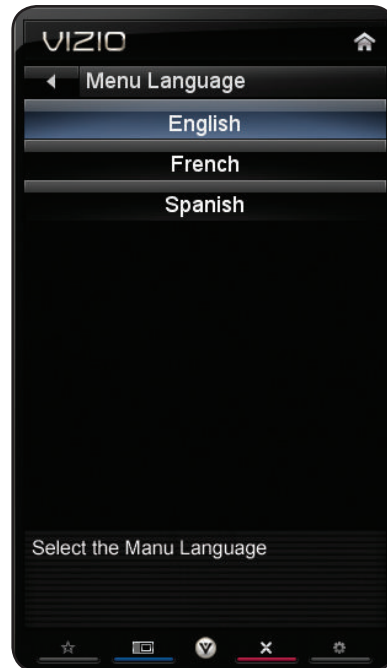 VIZIO
Menu Language
English
French
Spanish
Select the Manu Language